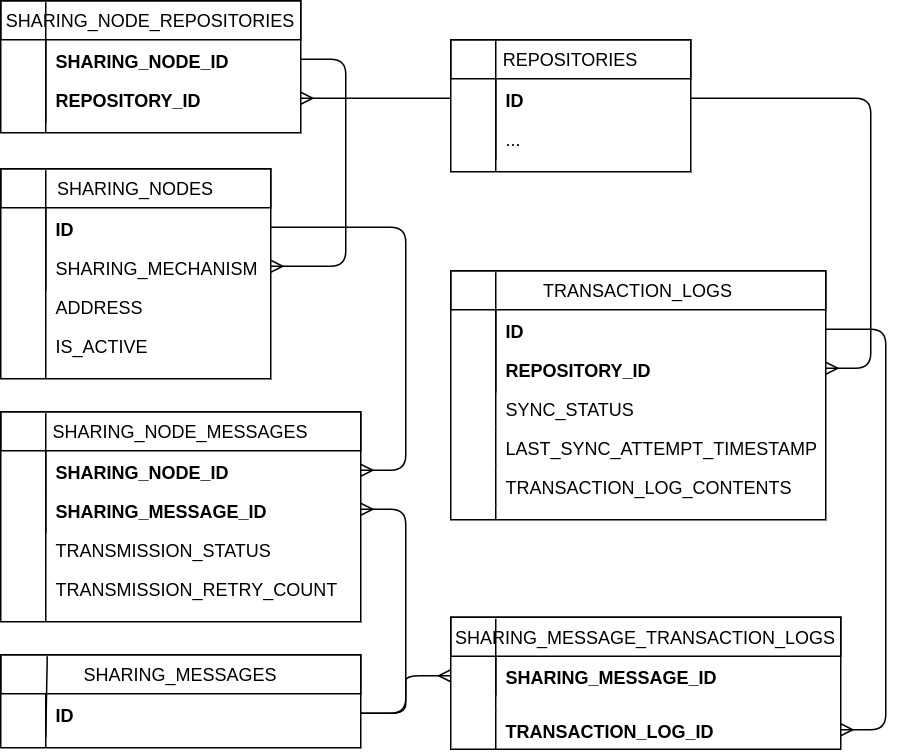 SHARING_NODE_REPOSITORIES
SHARING_NODE_ID
REPOSITORY_ID
REPOSITORIES
ID
...
SHARING_NODES
ID
SHARING_MECHANISM
ADDRESS
IS_ACTIVE
TRANSACTION_LOGS
ID
REPOSITORY_ID
SYNC_STATUS
LAST_SYNC_ATTEMPT_TIMESTAMP
TRANSACTION_LOG_CONTENTS
SHARING_NODE_MESSAGES
SHARING_NODE_ID
SHARING_MESSAGE_ID
TRANSMISSION_STATUS
TRANSMISSION_RETRY_COUNT
SHARING_MESSAGES
ID
SHARING_MESSAGE_TRANSACTION_LOGS
SHARING_MESSAGE_ID
TRANSACTION_LOG_ID